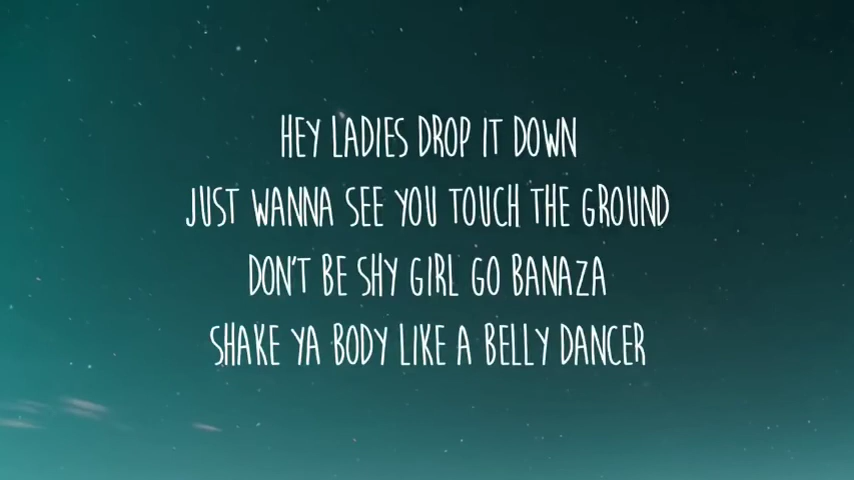 HEY LADIES DROP IT DOWN
JUST WANNA SEE YOU TOUCH THE GROUND
DON'T BE SHY GIRL GO BANAZA
SHAKE YA BODY LIKE A BELLY DANCER